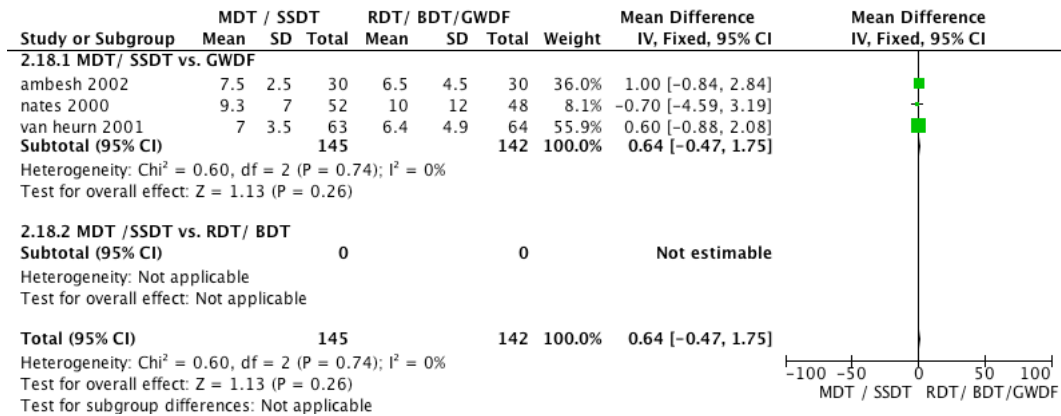 MDT / SSDT RDT/ BDT/GWDF Mean Difference Mean Difference
Study or Subgroup Mean SD Total Mean SD Total Weight IV, Fixed, 95% CI IV, Fixed, 95% CI
2.18.1 MDT/ SSDT vs. GWDF
ambesh 2002 7.5 2.5 30 6.5 4.5 30 36.0% 1.00 [-0.84, 2.84]
nates 2000 9.3 7 52 10 12 48 8.1% -0.70 [-4.59, 3.19]
van heurn 2001 7 3.5 63 6.4 4.9 64 55.9% 0.60 [-0.88, 2.08]
Subtotal (95% CI) 145 142 100.0% 0.64 [-0.47, 1.75]
Heterogeneity: Chi² = 0.60, df = 2 (P = 0.74); I² = 0%
Test for overall effect: Z = 1.13 (P = 0.26)
2.18.2 MDT /SSDT vs. RDT/ BDT
Subtotal (95% CI) 0 0 Not estimable
Heterogeneity: Not applicable
Test for overall effect: Not applicable
Total (95% CI) 145 142 100.0% 0.64 [-0.47, 1.75]
Heterogeneity: Chi² = 0.60, df = 2 (P = 0.74); I² = 0%
Test for overall effect: Z = 1.13 (P = 0.26)
Test for subgroup differences: Not applicable
-100 -50 0 50 100
MDT / SSDT RDT/ BDT/GWDF